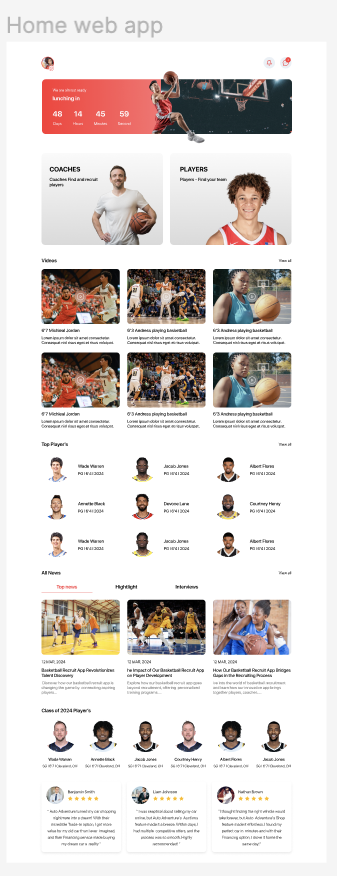 Home web app
We are almost ready
lunching in
48
14
45
59
Days
Hours
Minutes
Second
COACHES
Coaches Find and recruit
players
PLAYERS
Players - Find your team
Videos
View all
6'7 Micheal Jordan
Lorem ipsum dolor sit amet consectetur.
Consequat nisl risus eget at risus volutpat.
6'3 Andress playing basketball
Lorem ipsum dolor sit amet consectetur.
Consequat nisl risus eget at risus volutpat.
6'3 Andress playing basketball
Lorem ipsum dolor sit amet consectetur.
Consequat nisl risus eget at risus volutpat.
6'7 Micheal Jordan
Lorem ipsum dolor sit amet consectetur.
Consequat nisl risus eget at risus volutpat.
6'3 Andress playing basketball
Lorem ipsum dolor sit amet consectetur.
Consequat nisl risus eget at risus volutpat.
6'3 Andress playing basketball
Lorem ipsum dolor sit amet consectetur.
Consequat nisl risus eget at risus volutpat.
Top Player's
View all
Wade Warren
PG | 6'4 | 2024
Jacob Jones
PG | 6'4 | 2024
Albert Flores
PG | 6'4 | 2024
Annette Black
PG | 6'4 | 2024
Devcoe Lane
PG | 6'4 | 2024
Courtney Henry
PG | 6'4 | 2024
Wade Warren
PG | 6'4 | 2024
Jacob Jones
PG | 6'4 | 2024
Albert Flores
PG | 6'4 | 2024
All News
View all
Top news
Hightlight
Interviews
12 MAR, 2024
Basketball Recruit App Revolutionizes
Talent Discovery
Discover how our basketball recruit app is
changing the game by connecting aspiring
players...
12 MAR, 2024
he Impact of Our Basketball Recruit App
on Player Development
Explore how our basketball recruit app goes
beyond recruitment, offering personalized
training programs...
12 MAR, 2024
How Our Basketball Recruit App Bridges
Gaps in the Recruiting Process
into the world of basketball recruitment
and learn how our innovative app brings
together players, coaches...
Class of 2024 Player's
Wade Warren
Annette Black
Jacob Jones
Courtney Henry
Albert Flores
Jacob Jones
SG | 6'7 | Cleveland, OH
SG | 6'7 | Cleveland, OH
SG | 6'7 | Cleveland, OH
SG | 6'7 | Cleveland, OH
SG | 6'7 | Cleveland, OH
SG | 6'7 | Cleveland, OH
Benjamin Smith
" Auto Adventure turned my car shopping
nightmare into a dream! With their
incredible Trade-In option, I got more
value for my old car than I ever imagined,
and their Financing service made buying
my dream car a reality."
Liam Johnson
" I was skeptical about selling my car
online, but Auto Adventure's Auctions
feature made it a breeze. Within days, I
had multiple competitive offers, and the
process was so smooth. Highly
recommended!
Nathan Brown
"I thought finding the right vehicle would
take forever, but Auto Adventure's Shop
feature made it effortless. I found my
perfect car in minutes and with their
Financing option, I drove it home the
same day."